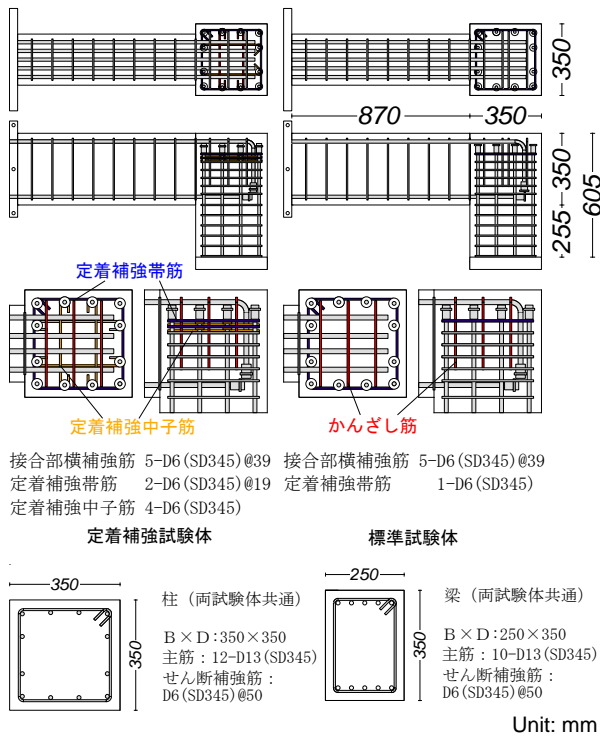 350
870
350
350
255
605
定着補強帯筋
定着補強帯筋
定着補強中子筋
かんざし筋
接合部横補強筋 5-D6(SD345)@39
定着補強帯筋 2-D6(SD345)@19
定着補強中子筋 4-D6(SD345)
定着補強試験体
接合部横補強筋 5-D6(SD345)@39
定着補強帯筋 1-D6(SD345)
標準試験体
350
350
柱（両試験体共通）
B×D:350×350
主筋：12-D13(SD345)
せん断補強筋：
D6(SD345)@50
250
350
梁（両試験体共通）
B×D:250×350
主筋：10-D13(SD345)
せん断補強筋：
D6(SD345)@50
Unit: mm